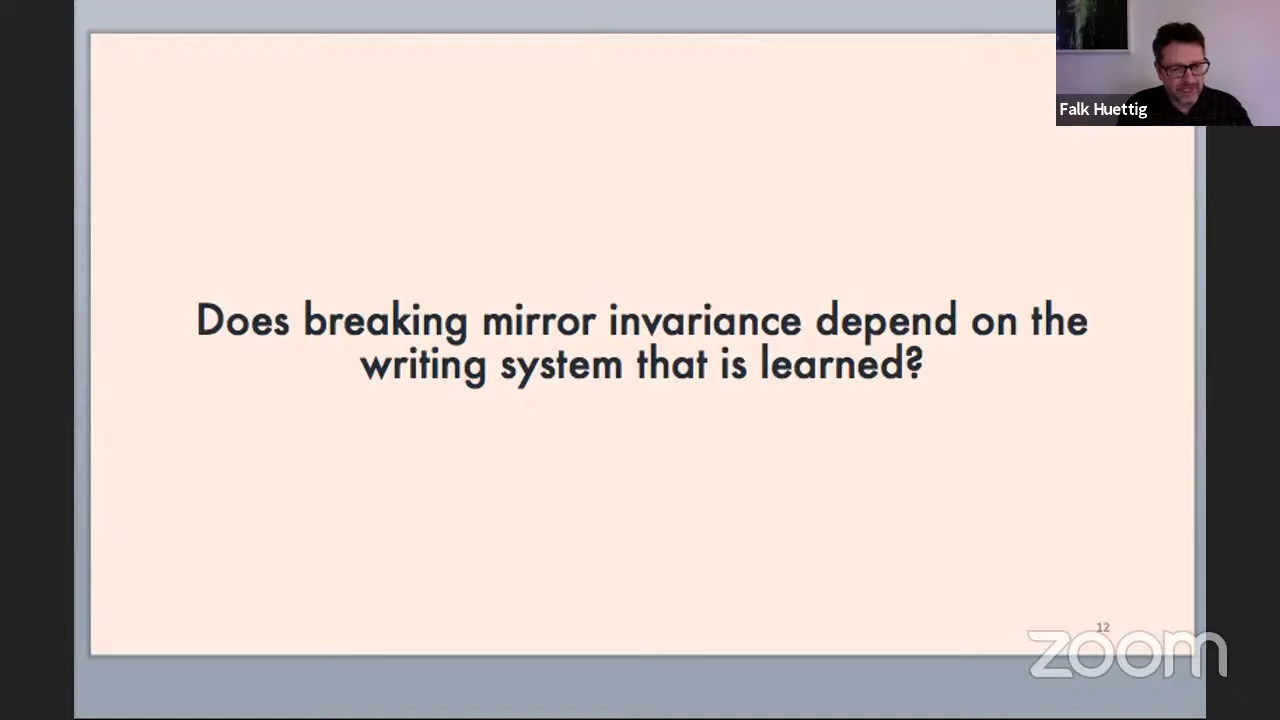 Falk Huettig
Does breaking mirror invariance depend on the
writing system that is learned?
12
zoom